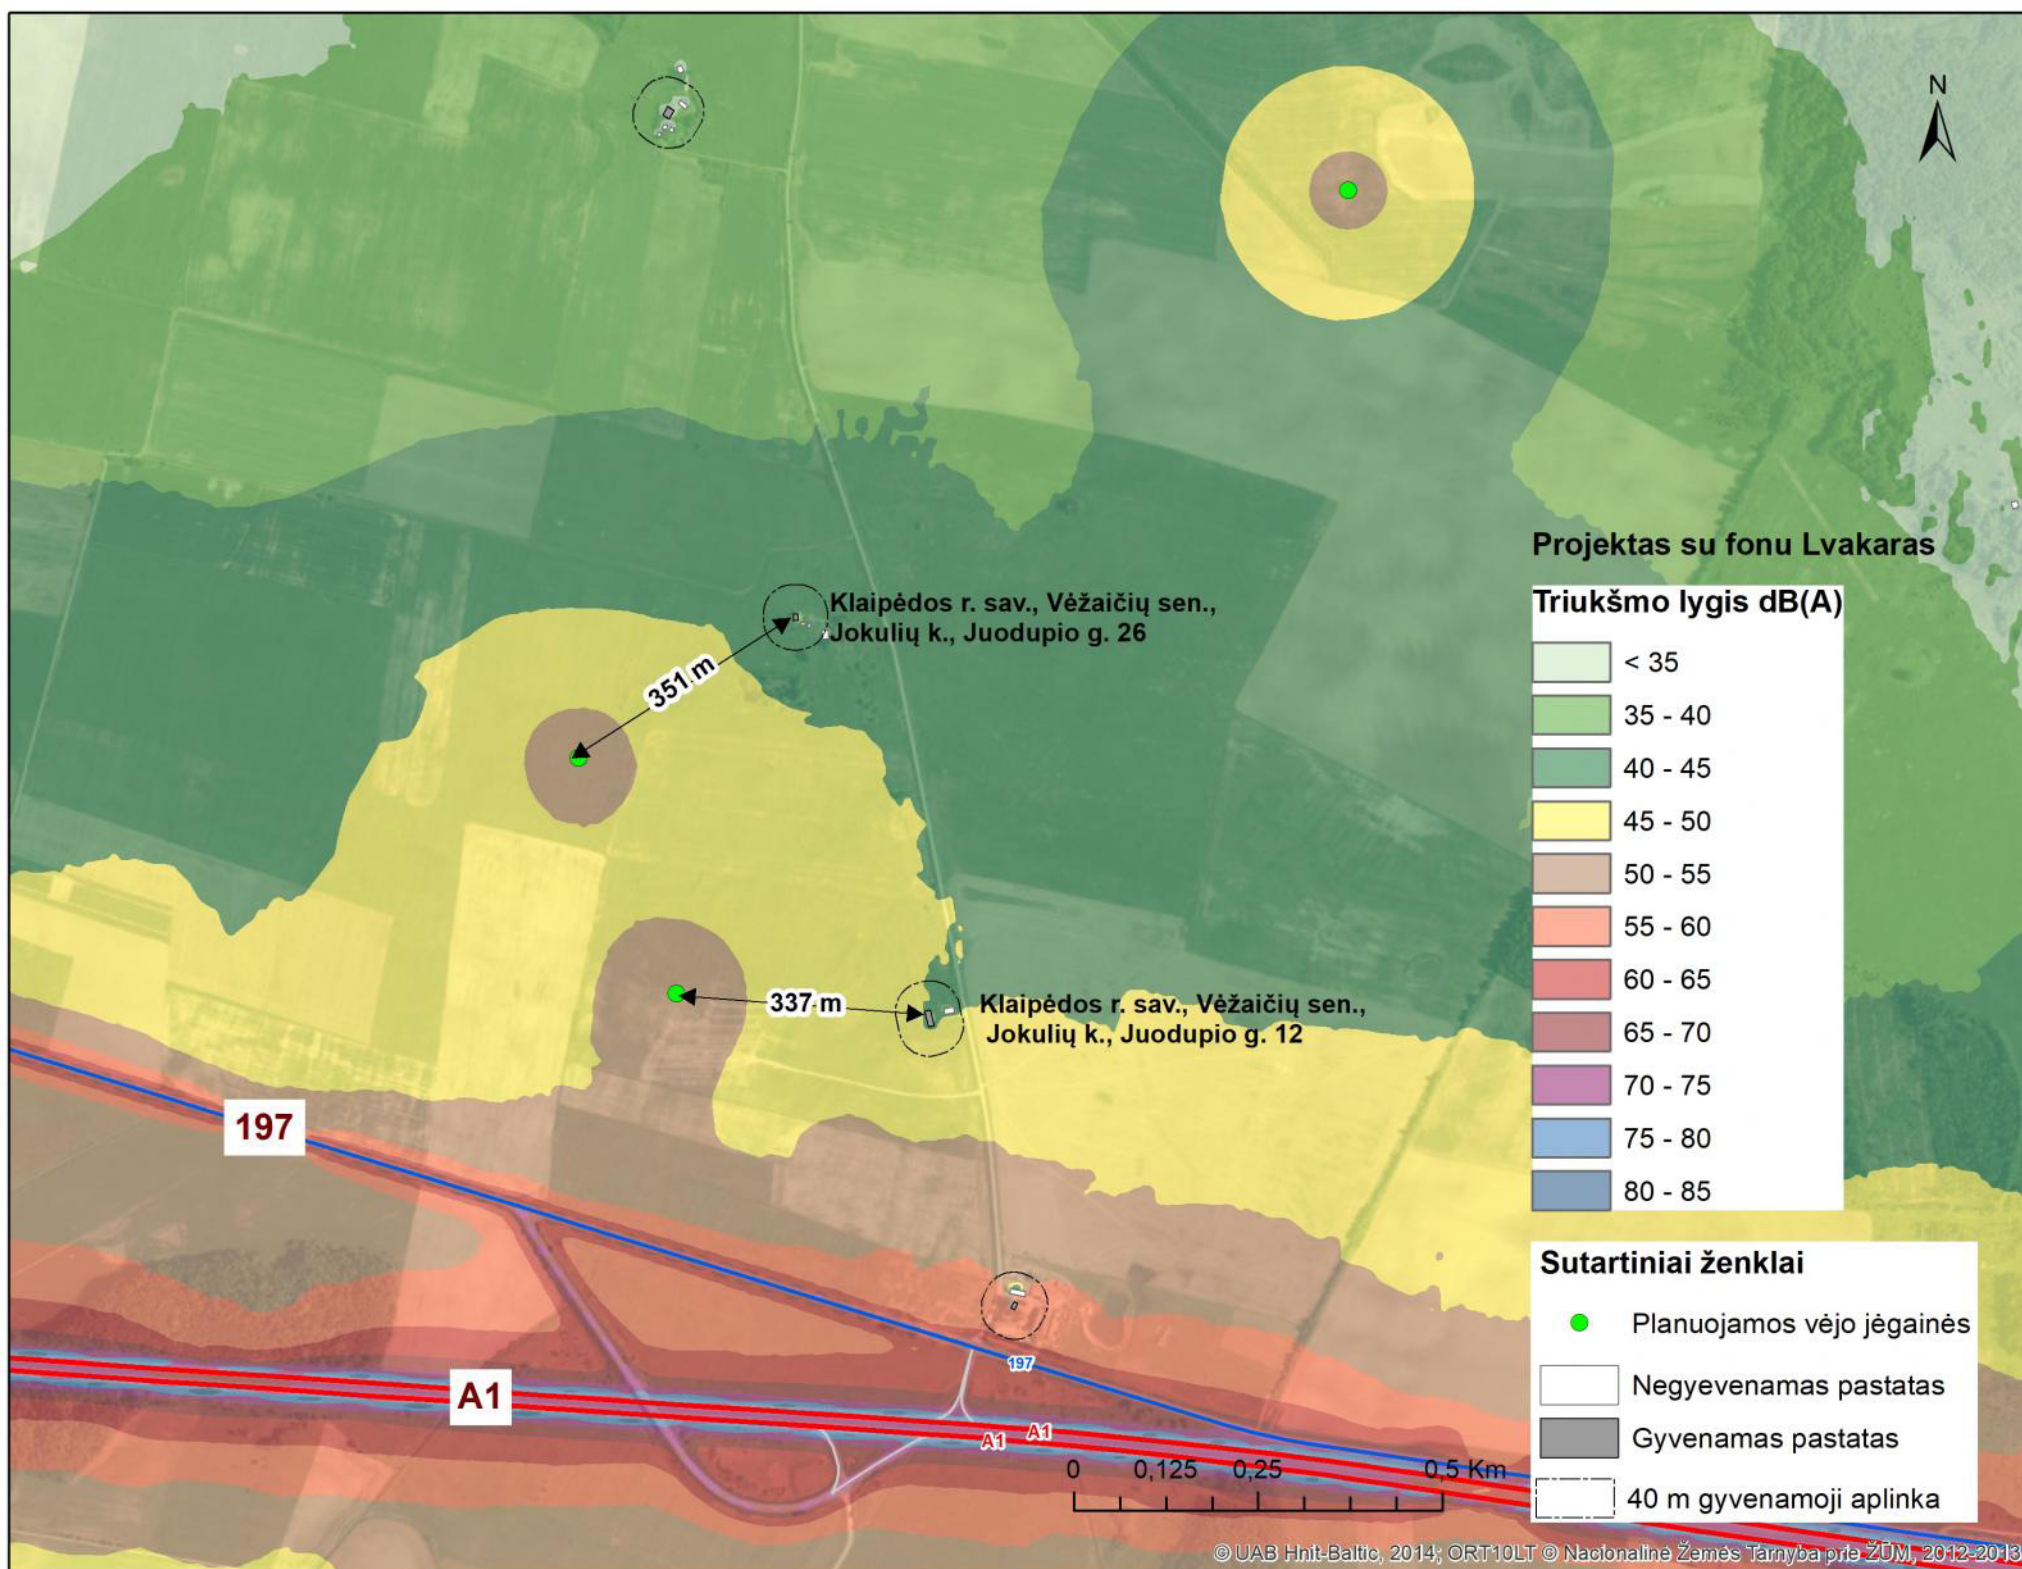 N
Klaipėdos r. sav., Vėžaičių sen.,
Jokulių k., Juodupio g. 26
351 m
337 m
Klaipėdos r. sav., Vėžaičių sen.,
Jokulių k., Juodupio g. 12
197
A1
197
A1
A1
0 0,125 0,25 0,5 Km
Projektas su fonu Lvakaras
Triukšmo lygis dB(A)
< 35
35 - 40
40 - 45
45 - 50
50 - 55
55 - 60
60 - 65
65 - 70
70 - 75
75 - 80
80 - 85
Sutartiniai ženklai
Planuojamos vėjo jėgainės
Negyevenamas pastatas
Gyvenamas pastatas
40 m gyvenamoji aplinka
© UAB Hnit-Baltic, 2014; ORT10LT © Nacionalinė Žemės Tarnyba prie ŽŪM, 2012-2013